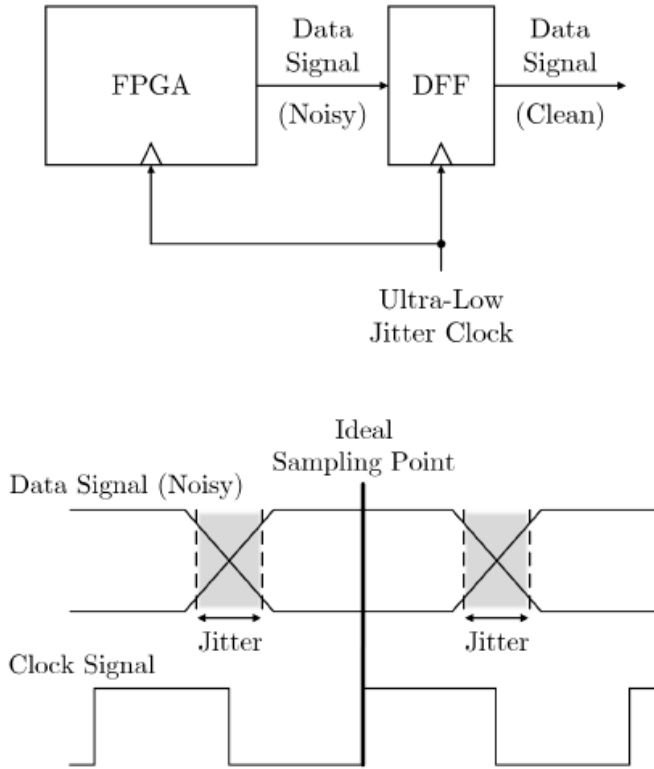 Data
Signal
(Noisy)
Data
Signal
(Clean)
FPGA
DFF
Ultra-Low
Jitter Clock
Ideal
Sampling Point
Data Signal (Noisy)
Jitter
Jitter
Clock Signal